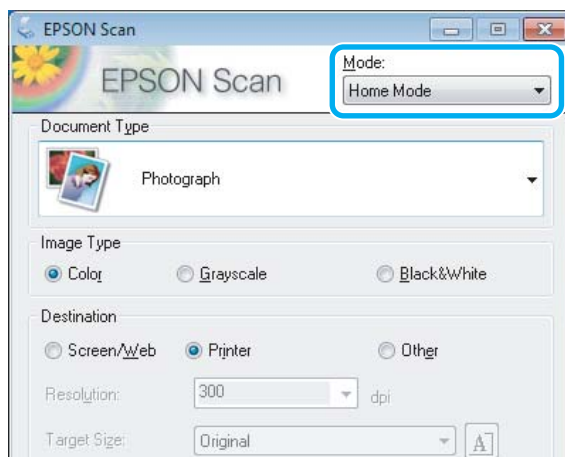 EPSON Scan
EPSON Scan
Mode:
Home Mode
Document Type
Photograph
Image Type
Color Grayscale Black&White
Destination
Screen/Web Printer Other
Resolution: 300 dpi
Target Size: Original A